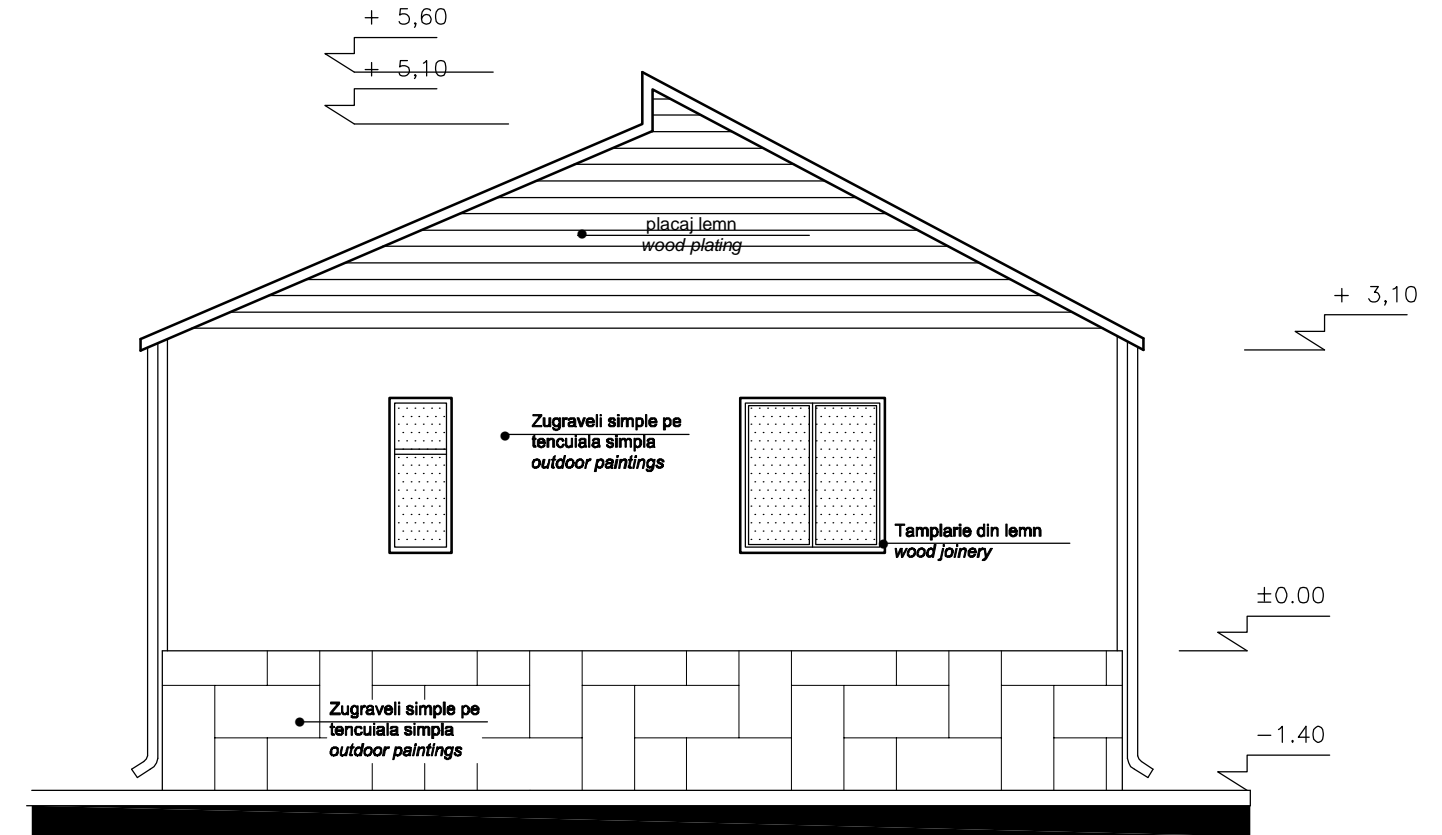 + 5,60
+ 5,10
placaj lemn
wood plating
+ 3,10
Zugraveli simple pe
tencuiala simpla
outdoor paintings
Tamplarie din lemn
wood joinery
±0.00
Zugraveli simple pe
tencuiala simpla
outdoor paintings
-1.40